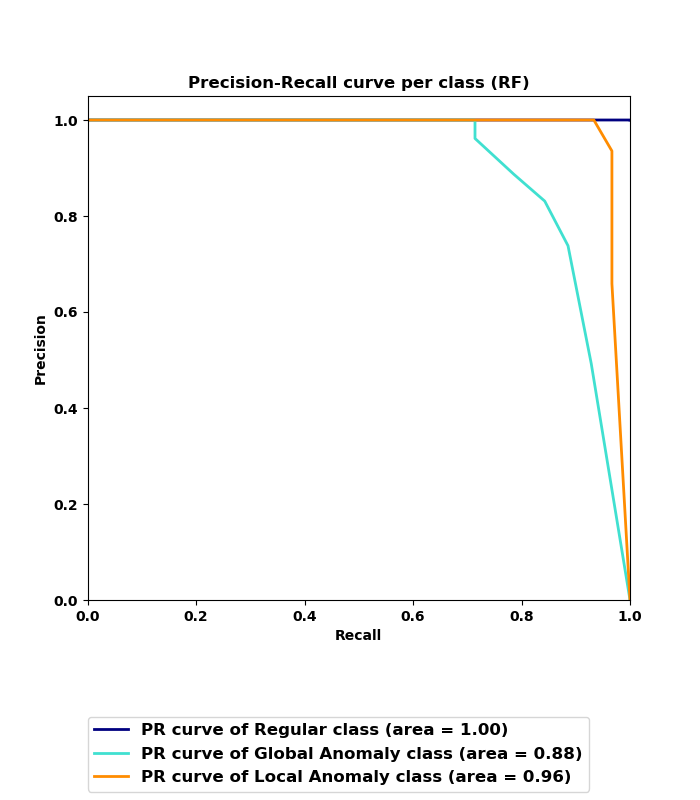 Precision-Recall curve per class (RF)
1.0
0.8
0.6
0.4
0.2
0.0
Precision
0.0 0.2 0.4 0.6 0.8 1.0
Recall
PR curve of Regular class (area = 1.00)
PR curve of Global Anomaly class (area = 0.88)
PR curve of Local Anomaly class (area = 0.96)